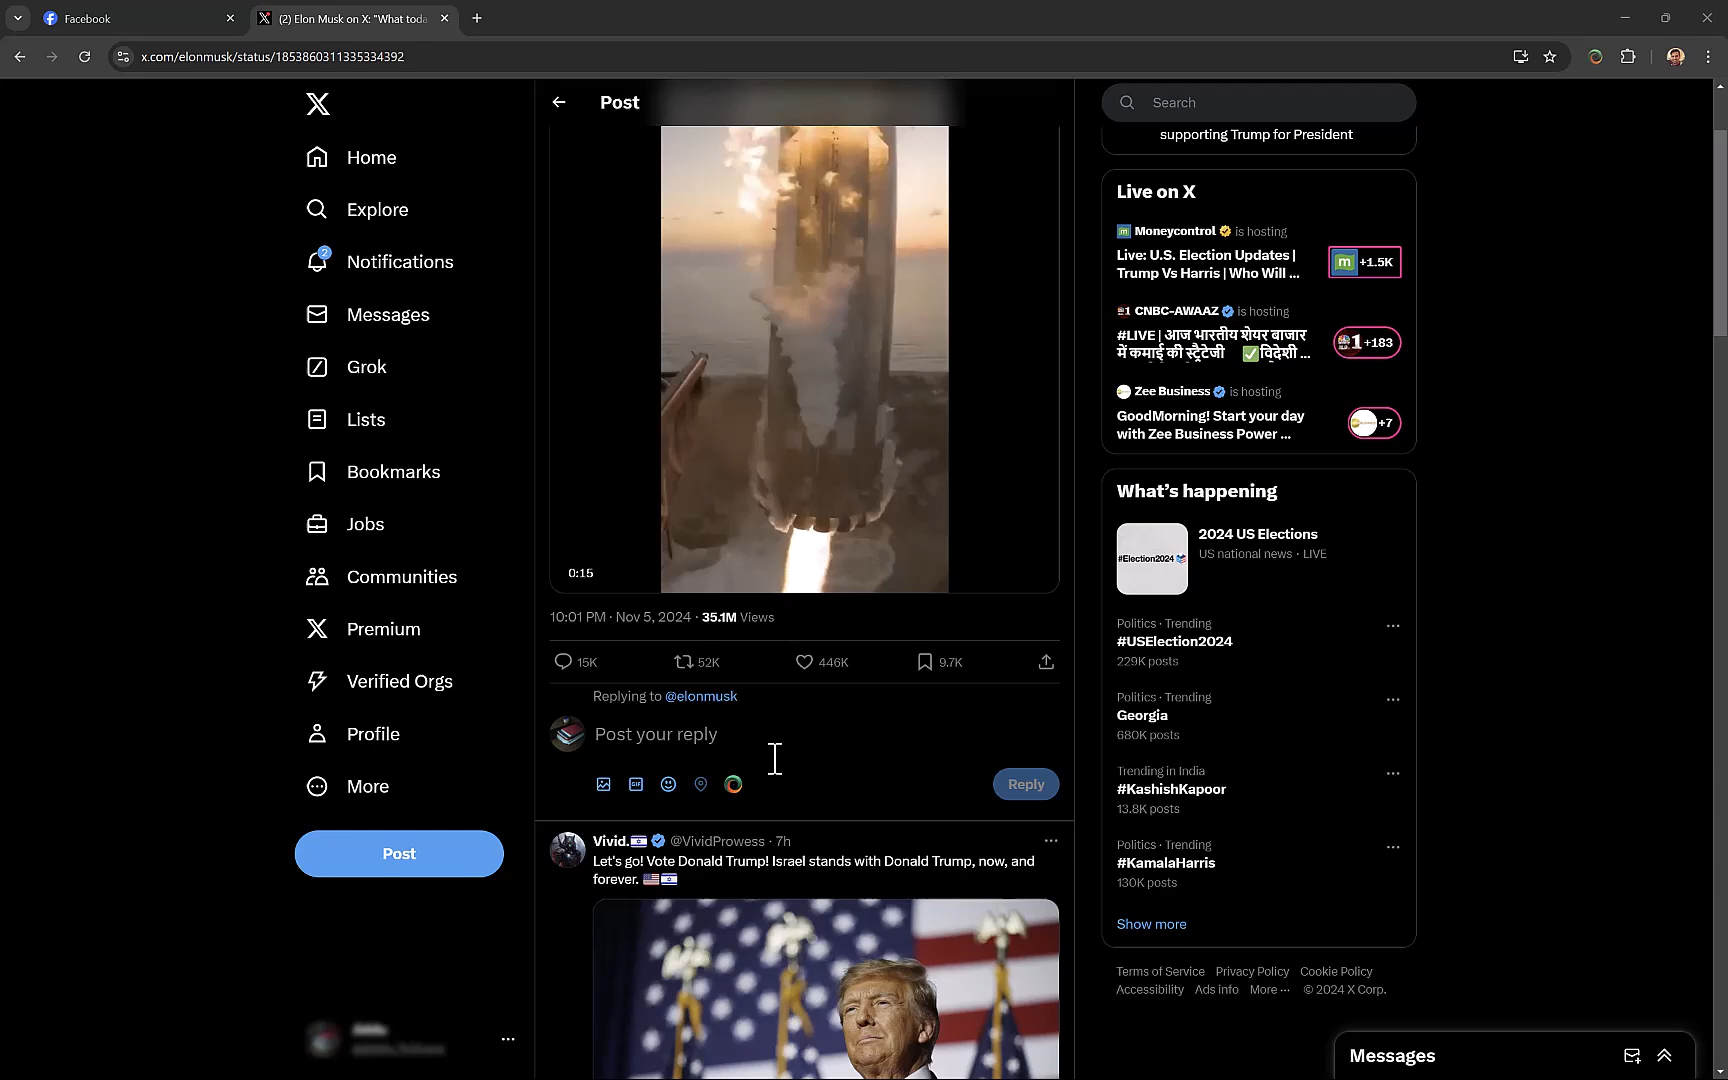 Facebook
(2) Elon Musk on X: "What toda
x.com/elonmusk/status/1853860311335334392
Home
Explore
2
Notifications
Messages
Grok
Lists
Bookmarks
Jobs
Communities
Premium
Verified Orgs
Profile
More
Post
Post
0:15
10:01 PM · Nov 5, 2024 · 35.1M Views
15K 52K 446K 9.7K
Replying to @elonmusk
Post your reply
GIF
Reply
Vivid. @VividProwess · 7h
Let's go! Vote Donald Trump! Israel stands with Donald Trump, now, and
forever.
Search
supporting Trump for President
Live on X
Moneycontrol is hosting
Live: U.S. Election Updates |
Trump Vs Harris | Who Will ...
m +1.5K
CNBC-AWAAZ is hosting
#LIVE | आज भारतीय शेयर बाजार
में कमाई की स्ट्रैटेजी ✅विदेशी ...
1 +183
Zee Business is hosting
GoodMorning! Start your day
with Zee Business Power ...
+7
What's happening
#Election2024
2024 US Elections
US national news · LIVE
Politics · Trending
#USElection2024
229K posts
Politics · Trending
Georgia
680K posts
Trending in India
#KashishKapoor
13.8K posts
Politics · Trending
#KamalaHarris
130K posts
Show more
Terms of Service Privacy Policy Cookie Policy
Accessibility Ads info More ··· © 2024 X Corp.
Messages